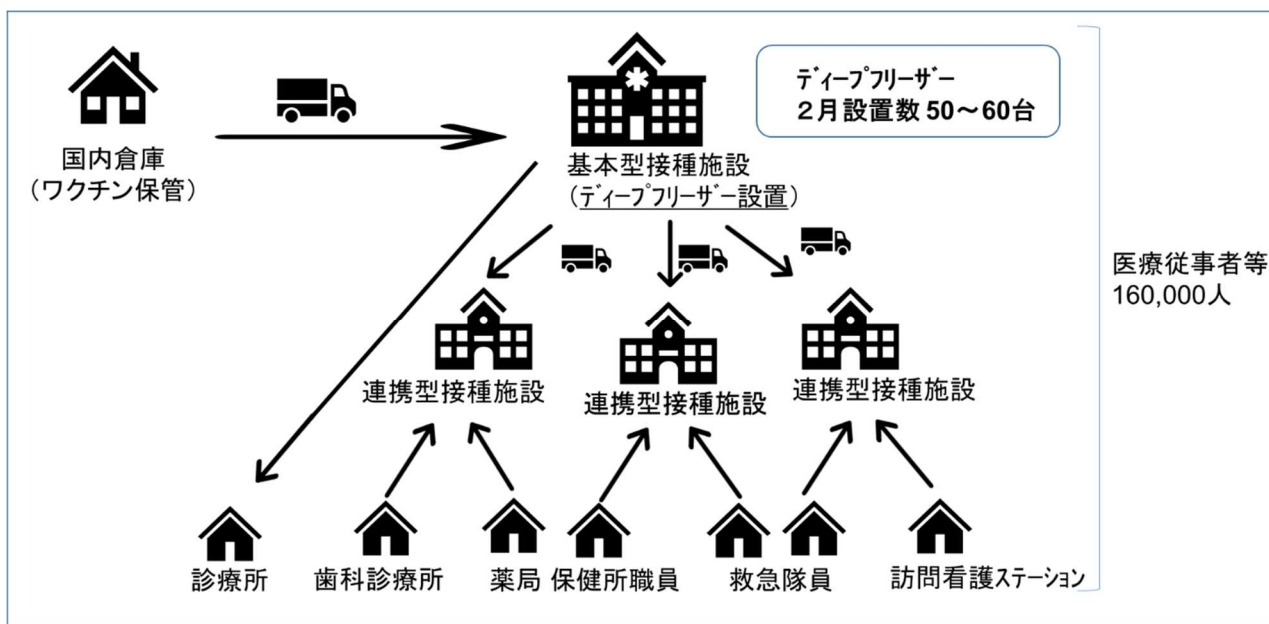 ﾃﾞｨｰﾌﾟﾌﾘｰｻﾞｰ
２月設置数 50～60台
国内倉庫
（ワクチン保管）
基本型接種施設
（ﾃﾞｨｰﾌﾟﾌﾘｰｻﾞｰ設置）
医療従事者等
160,000人
連携型接種施設
連携型接種施設
連携型接種施設
診療所
歯科診療所
薬局
保健所職員
救急隊員
訪問看護ステーション